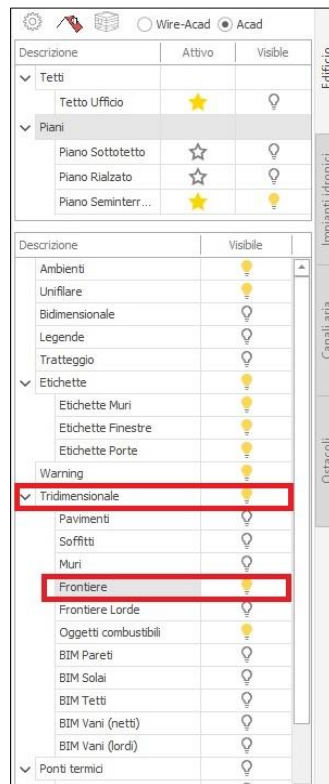 Wire-Acad Acad
Descrizione Attivo Visible
Tetti
Tetto Ufficio
Piani
Piano Sottotetto
Piano Rialzato
Piano Seminterr...
Descrizione Visibile
Ambienti
Unifilare
Bidimensionale
Legende
Tratteggio
Etichette
Etichette Muri
Etichette Finestre
Etichette Porte
Warning
Tridimensionale
Pavimenti
Soffitti
Muri
Frontiere
Frontiere Lorde
Oggetti combustibili
BIM Pareti
BIM Solai
BIM Tetti
BIM Vani (netti)
BIM Vani (lordi)
Ponti termici
Edificio
Impianti idronici
Canali aria
Ostacoli